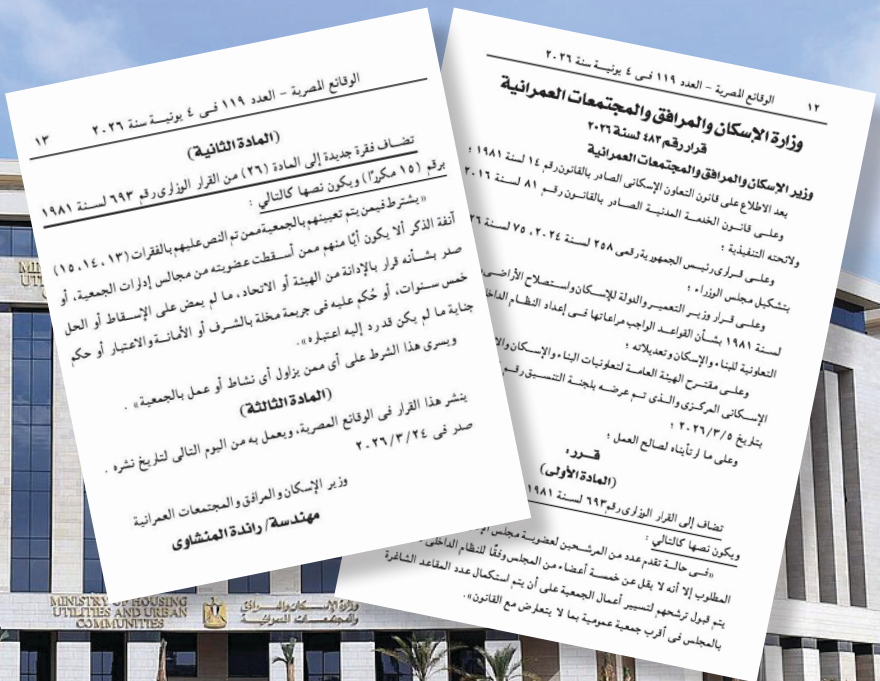 الوقائع المصرية – العدد ١١٩ فى ٤ يونية سنة ٢٠٢٦ ١٢
وزارة الإسكان والمرافق والمجتمعات العمرانية
قرار رقم ٤٨٣ لسنة ٢٠٢٦
وزير الإسكان والمرافق والمجتمعات العمرانية
بعد الاطلاع على قانون التعاون الإسكانى الصادر بالقانون رقم ١٤ لسنة ١٩٨١ ؛
وعلى قانون الخدمة المدنية الصادر بالقانون رقم ٨١ لسنة ٢٠١٦
ولائحته التنفيذية ؛
وعلى قرارى رئيس الجمهورية رقمى ٢٥٨ لسنة ٢٠٢٤، ٧٥ لسنة
بتشكيل مجلس الوزراء ؛
وعلى قرار وزير التعمير والدولة للإسكان واستصلاح الأراضى
لسنة ١٩٨١ بشأن القواعد الواجب مراعاتها فى إعداد النظام
التعاونية للبناء والإسكان وتعديلاته ؛
وعلى مقترح الهيئة العامة لتعاونيات البناء والإسكان
الإسكانى المركزى والذى تم عرضه بلجنة التنسيق رقم
بتاريخ ٢٠٢٦/٣/٥ ؛
وعلى ما ارتأيناه لصالح العمل ؛
قـرر :
(المادة الأولى)
تضاف إلى القرار الوزارى رقم ٦٩٣ لسنة ١٩٨١
ويكون نصها كالتالى :
«فى حالة تقدم عدد من المرشحين لعضوية مجلس
المطلوب إلا أنه لا يقل عن خمسة أعضاء من المجلس وفقًا للنظام الداخلى
يتم قبول ترشحهم لتسيير أعمال الجمعية على أن يتم استكمال عدد المقاعد الشاغرة
بالمجلس فى أقرب جمعية عمومية بما لا يتعارض مع القانون».
الوقائع المصرية – العدد ١١٩ فى ٤ يونية سنة ٢٠٢٦ ١٣
(المادة الثانية)
تضاف فقرة جديدة إلى المادة (٢٦) من القرار الوزارى رقم ٦٩٣ لسنة ١٩٨١
برقم (١٥ مكررًا) ويكون نصها كالتالى :
«يشترط فيمن يتم تعيينهم بالجمعية ممن تم النص عليهم بالفقرات (١٣، ١٤، ١٥)
آنفة الذكر ألا يكون أيًا منهم ممن أسقطت عضويته من مجالس إدارات الجمعية، أو
صدر بشأنه قرار بالإدانة من الهيئة أو الاتحاد، ما لم يمض على الإسقاط أو الحل
خمس سنوات، أو حُكم عليه فى جريمة مخلة بالشرف أو الأمانة والاعتبار أو حكم
جناية ما لم يكن قد رد إليه اعتباره».
ويسرى هذا الشرط على أى ممن يزاول أى نشاط أو عمل بالجمعية» .
(المادة الثالثة)
ينشر هذا القرار فى الوقائع المصرية، ويعمل به من اليوم التالى لتاريخ نشره .
صدر فى ٢٠٢٦/٣/٢٤
وزير الإسكان والمرافق والمجتمعات العمرانية
مهندسة/ راندة المنشاوى
MINISTRY OF HOUSING
UTILITIES AND URBAN
COMMUNITIES
وزارة الإسكان والمرافق
والمجتمعات العمرانية